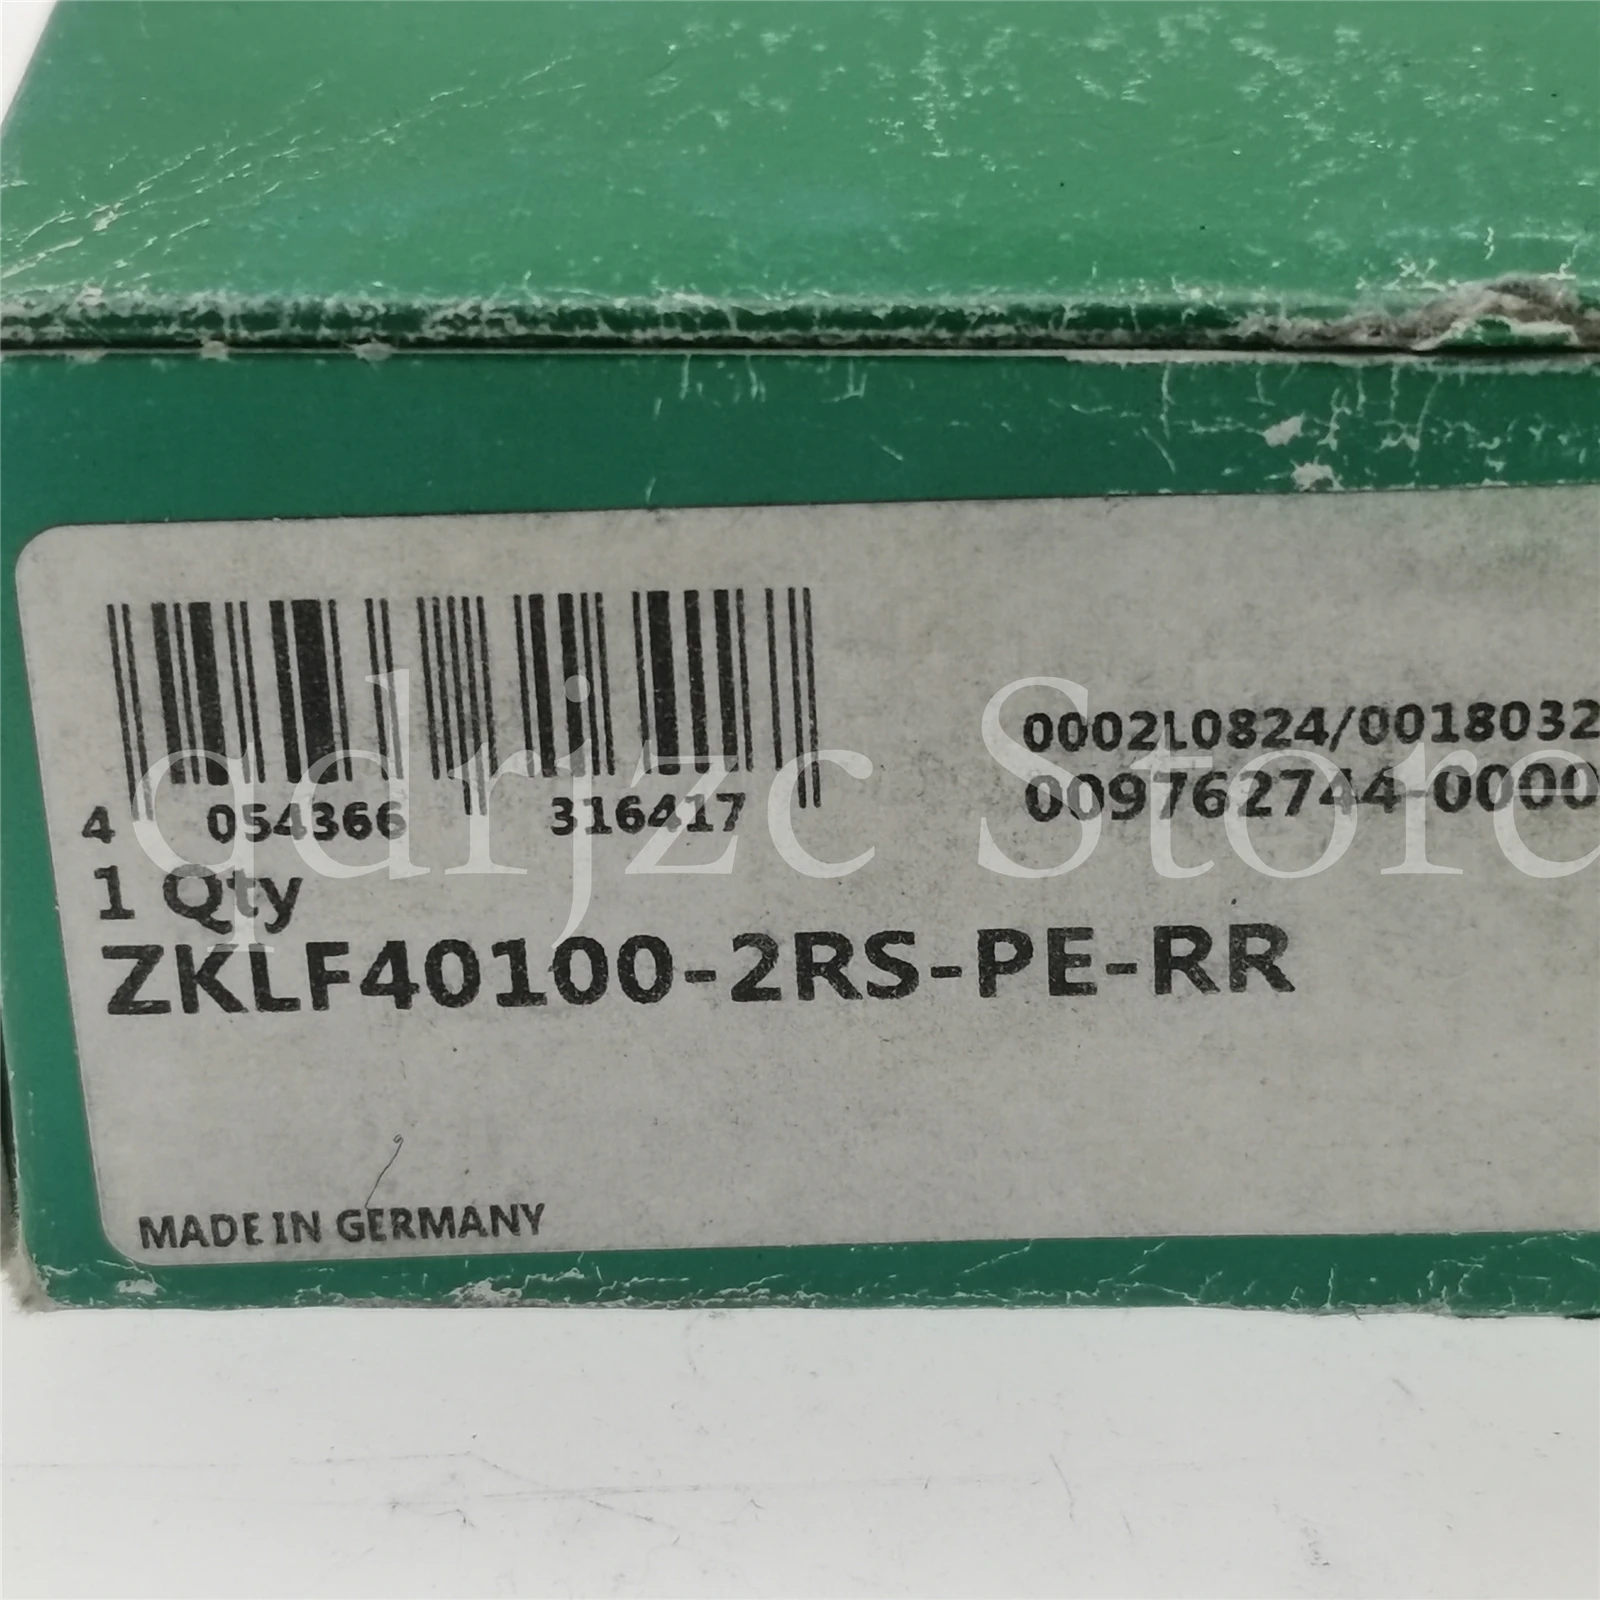 0002L0824/0018032
009762744-0000
4 054366 316417
1 Qty
ZKLF40100-2RS-PE-RR
MADE IN GERMANY
qdrjzc Store